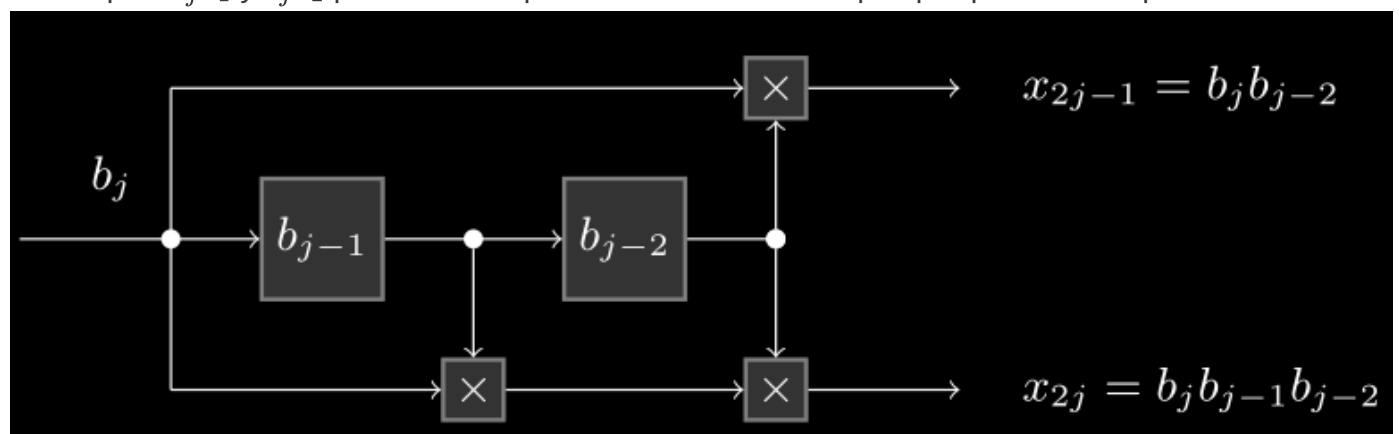 ×
x_{2j-1} = b_j b_{j-2}
b_j
b_{j-1}
b_{j-2}
×
×
x_{2j} = b_j b_{j-1} b_{j-2}